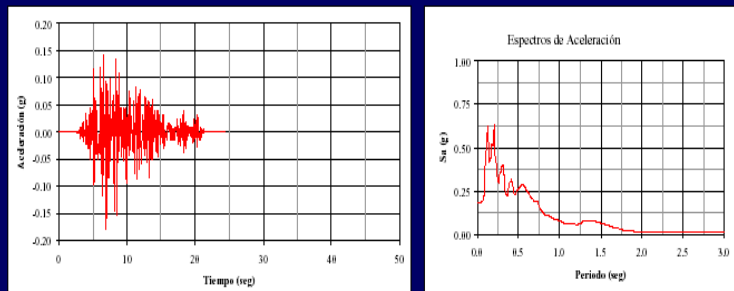 0.20
0.15
0.10
0.05
0.00
-0.05
-0.10
-0.15
-0.20
Aceleración (g)
0 10 20 30 40 50
Tiempo (seg)
Espectros de Aceleración
1.00
0.75
0.50
0.25
0.00
Sa (g)
0.0 0.5 1.0 1.5 2.0 2.5 3.0
Periodo (seg)